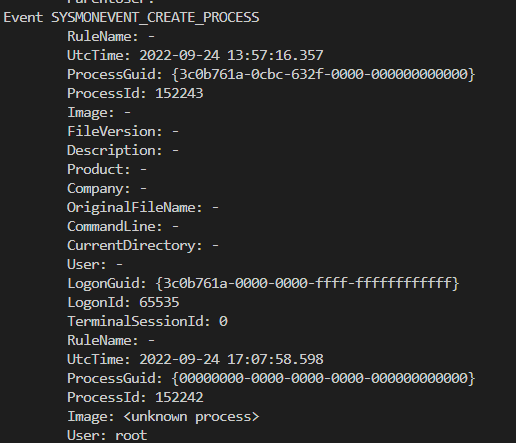 Event SYSMONEVENT_CREATE_PROCESS
RuleName: -
UtcTime: 2022-09-24 13:57:16.357
ProcessGuid: {3c0b761a-0cbc-632f-0000-000000000000}
ProcessId: 152243
Image: -
FileVersion: -
Description: -
Product: -
Company: -
OriginalFileName: -
CommandLine: -
CurrentDirectory: -
User: -
LogonGuid: {3c0b761a-0000-0000-ffff-ffffffffffff}
LogonId: 65535
TerminalSessionId: 0
RuleName: -
UtcTime: 2022-09-24 17:07:58.598
ProcessGuid: {00000000-0000-0000-0000-000000000000}
ProcessId: 152242
Image: <unknown process>
User: root